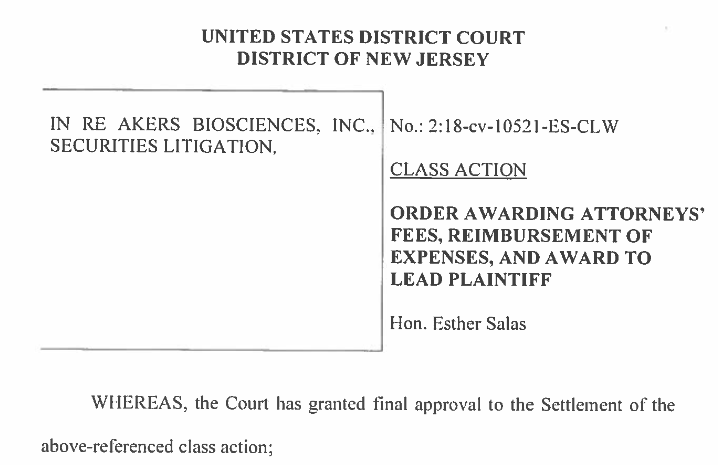 UNITED STATES DISTRICT COURT
DISTRICT OF NEW JERSEY
IN RE AKERS BIOSCIENCES, INC.,
SECURITIES LITIGATION,
No.: 2:18-cv-10521-ES-CLW
CLASS ACTION
ORDER AWARDING ATTORNEYS'
FEES, REIMBURSEMENT OF
EXPENSES, AND AWARD TO
LEAD PLAINTIFF
Hon. Esther Salas
WHEREAS, the Court has granted final approval to the Settlement of the
above-referenced class action;